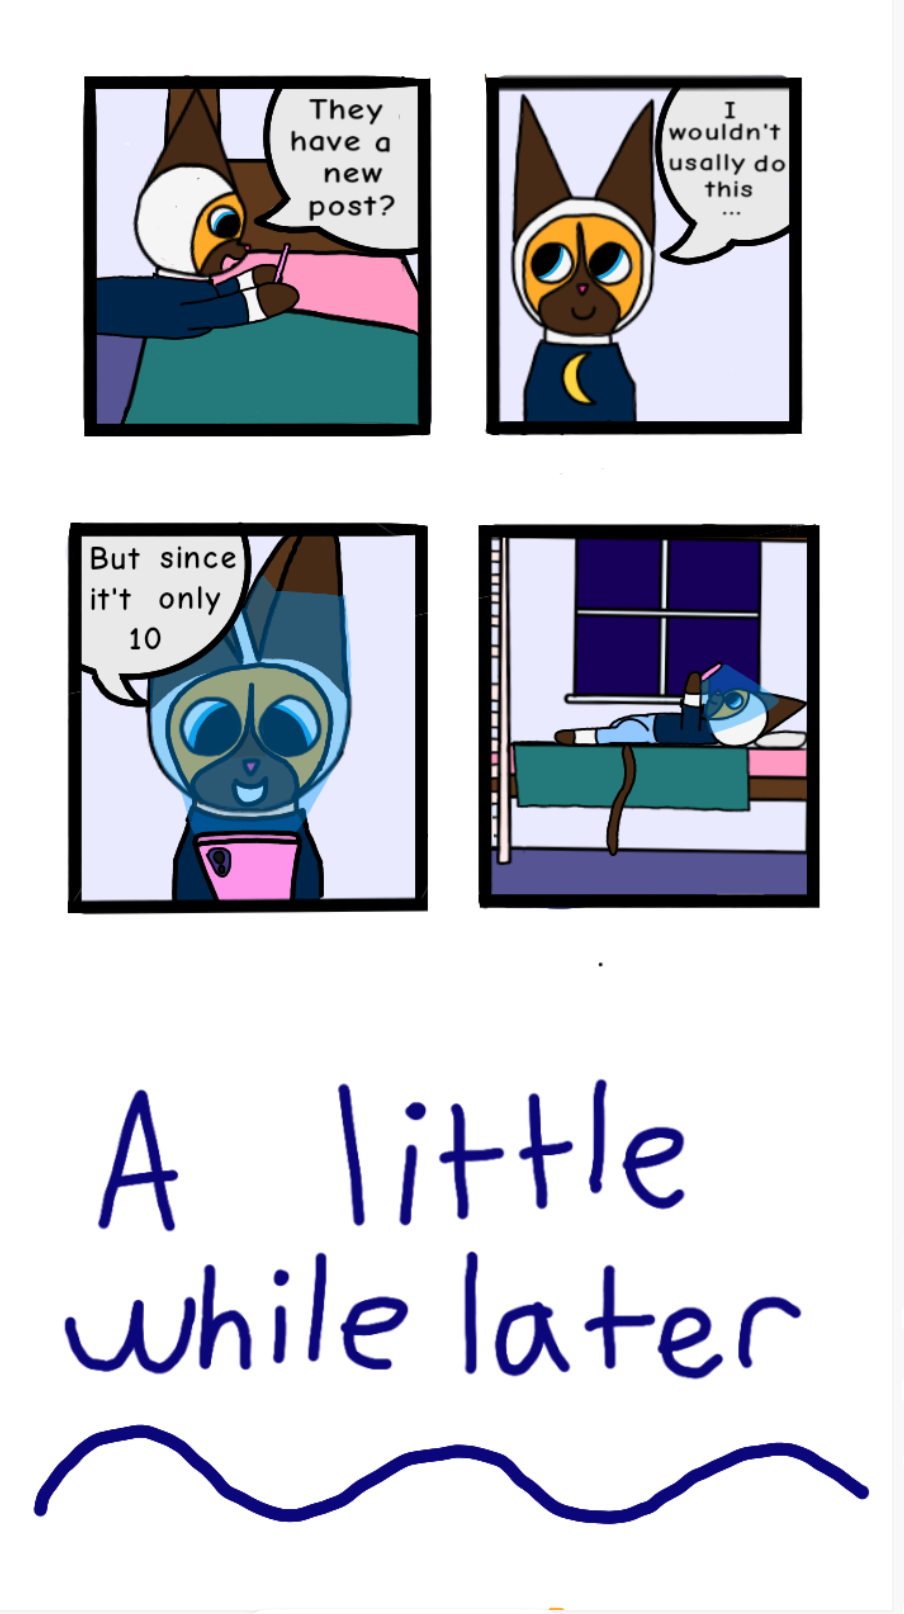 They
have a
new
post?
I
wouldn't
usally do
this
...
But since
it't only
10
A little
while later